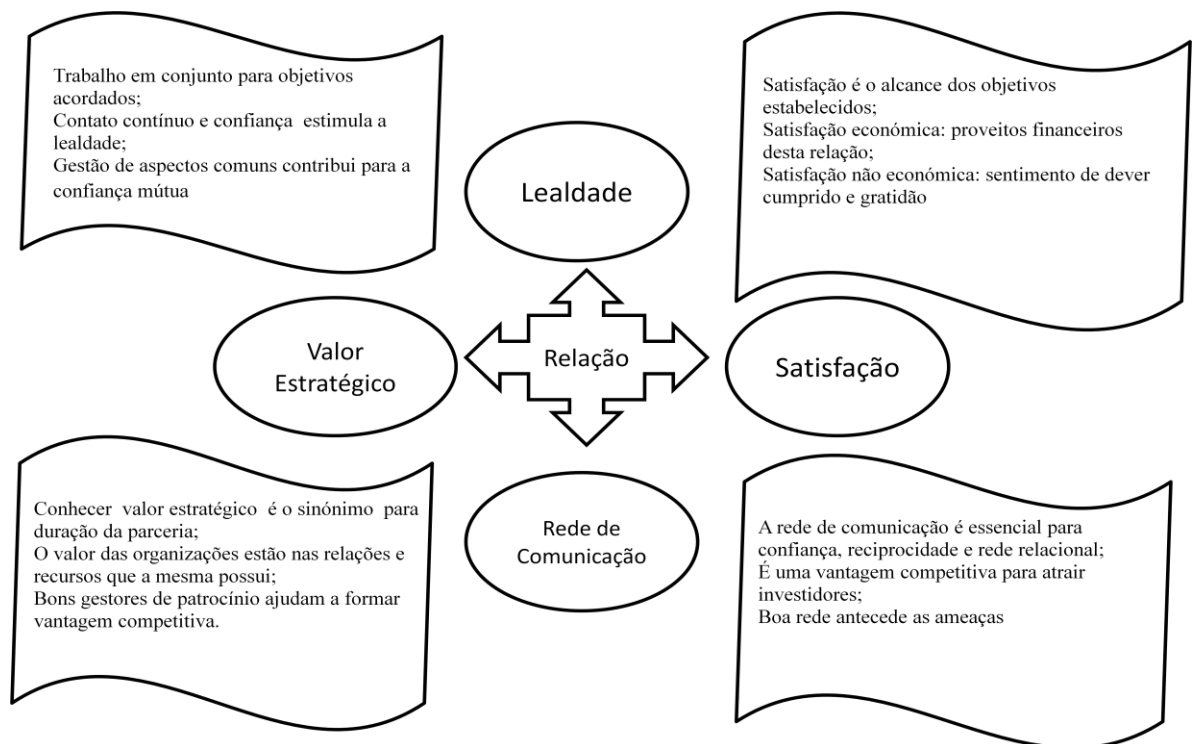 Trabalho em conjunto para objetivos
acordados;
Contato contínuo e confiança estimula a
lealdade;
Gestão de aspectos comuns contribui para a
confiança mútua
Satisfação é o alcance dos objetivos
estabelecidos;
Satisfação económica: proveitos financeiros
desta relação;
Satisfação não económica: sentimento de dever
cumprido e gratidão
Lealdade
Valor
Estratégico
Relação
Satisfação
Rede de
Comunicação
Conhecer valor estratégico é o sinónimo para
duração da parceria;
O valor das organizações estão nas relações e
recursos que a mesma possui;
Bons gestores de patrocínio ajudam a formar
vantagem competitiva.
A rede de comunicação é essencial para
confiança, reciprocidade e rede relacional;
É uma vantagem competitiva para atrair
investidores;
Boa rede antecede as ameaças